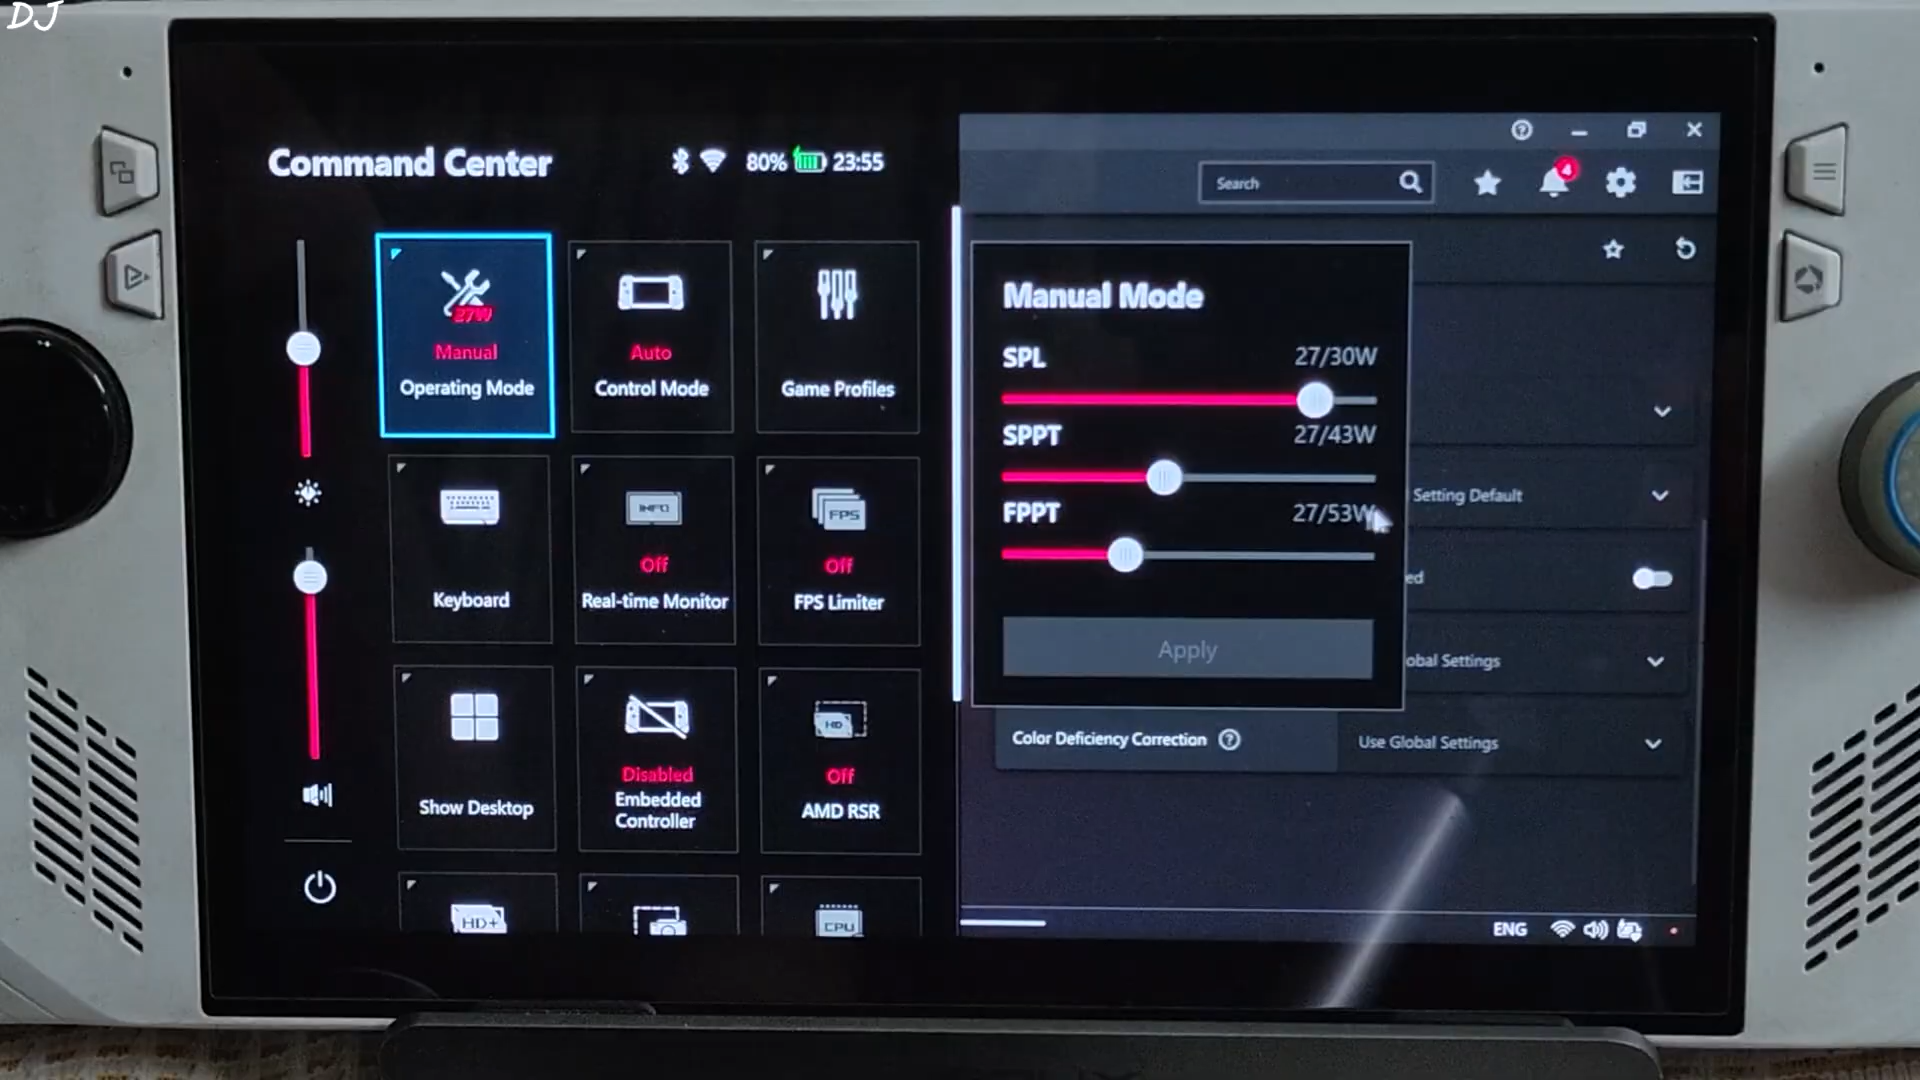 DJ
Command Center
80%
23:55
27W
Manual
Operating Mode
Auto
Control Mode
Game Profiles
Keyboard
INFO
Off
Real-time Monitor
FPS
Off
FPS Limiter
Show Desktop
Disabled
Embedded
Controller
HD
Off
AMD RSR
HD+
CPU
Search
4
Manual Mode
SPL
27/30W
SPPT
27/43W
FPPT
27/53W
Apply
Setting Default
ed
obal Settings
Color Deficiency Correction
Use Global Settings
ENG